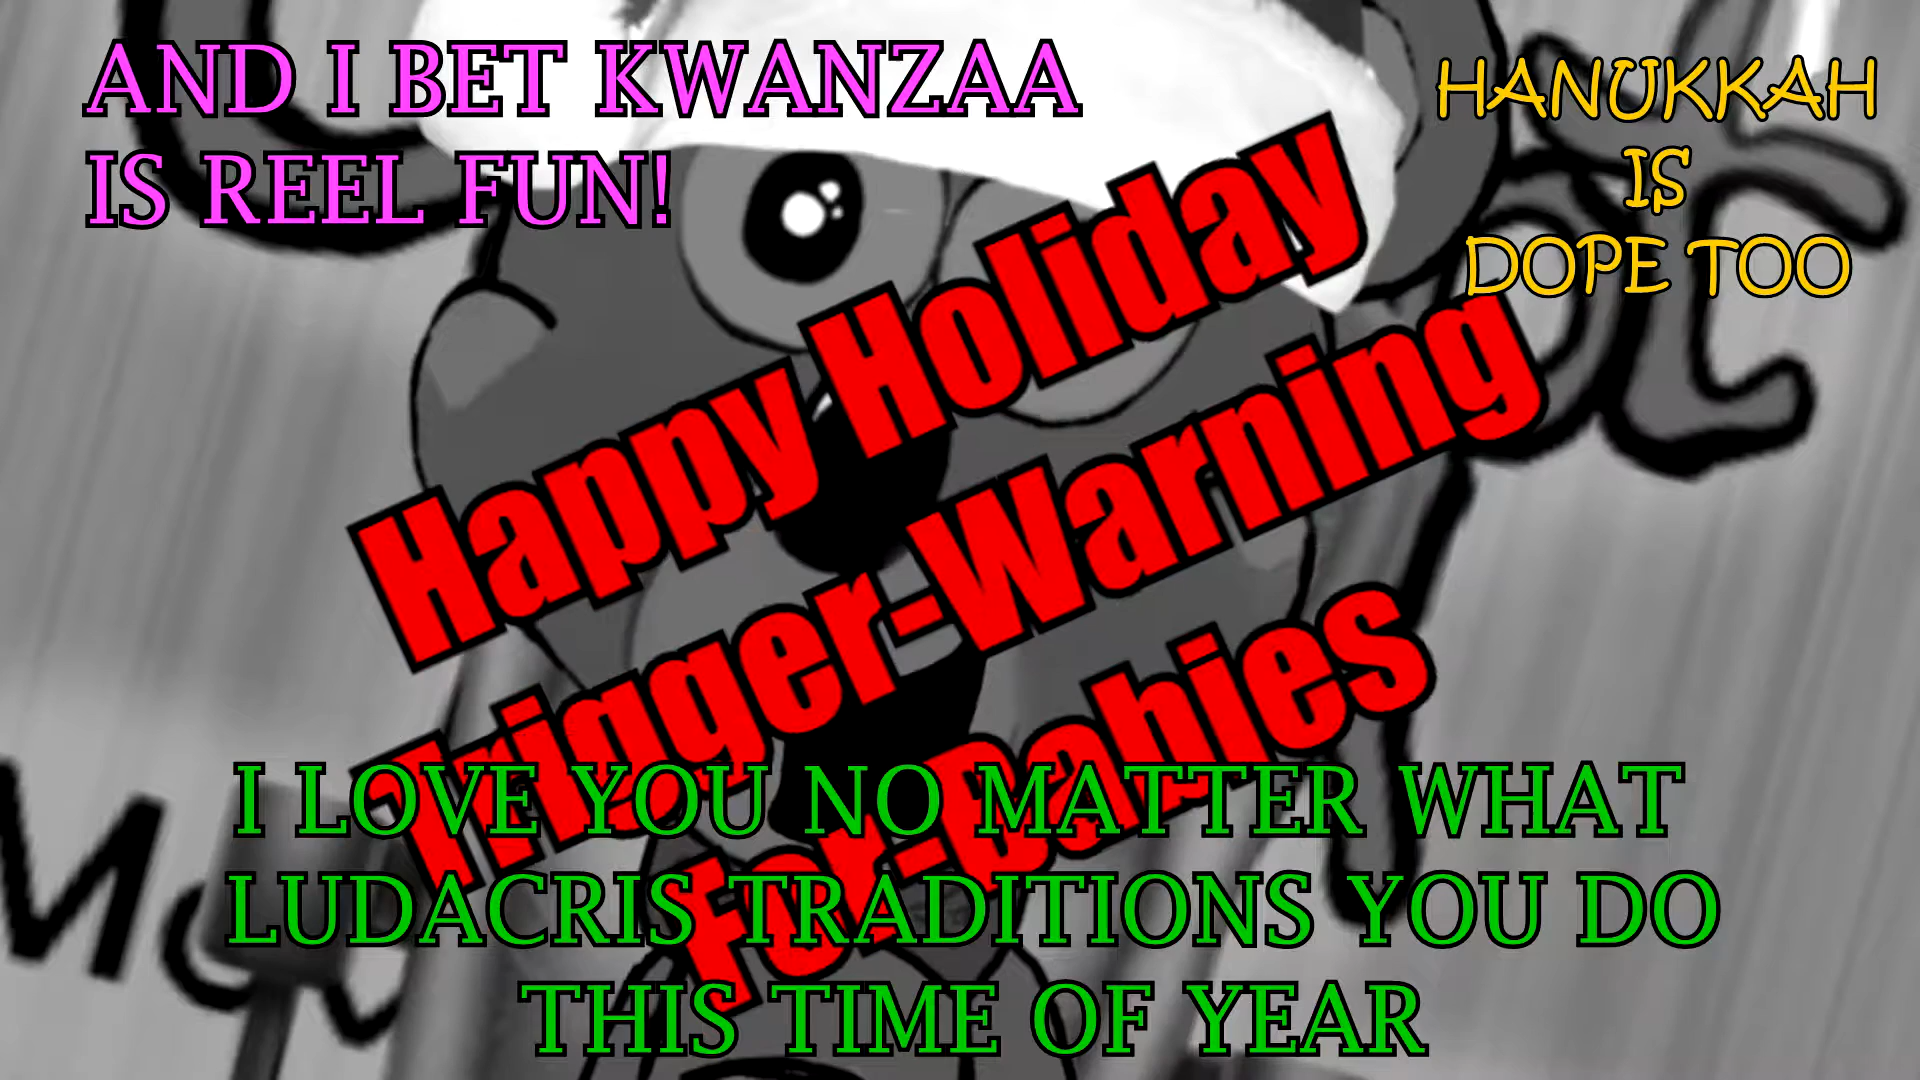 AND I BET KWANZAA
IS REEL FUN!
HANUKKAH
IS
DOPE TOO
Happy Holiday
Trigger-Warning
For-Babies
I LOVE YOU NO MATTER WHAT
LUDACRIS TRADITIONS YOU DO
THIS TIME OF YEAR